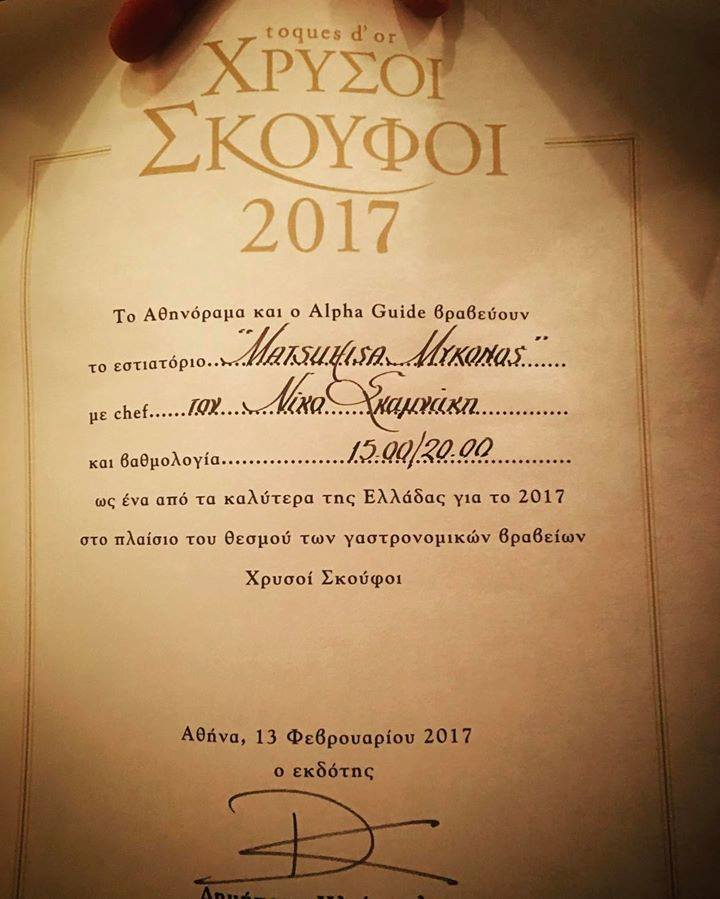 toques d'or
ΧΡΥΣΟΙ
ΣΚΟΥΦΟΙ
2017
Το Αθηνόραμα και ο Alpha Guide βραβεύουν
το εστιατόριο..."MATSUHISA MYKONOS"......
με chef......τον....Νίκο Σκαμνάκη..............
και βαθμολογία....................15.00/20.00............
ως ένα από τα καλύτερα της Ελλάδας για το 2017
στο πλαίσιο του θεσμού των γαστρονομικών βραβείων
Χρυσοί Σκούφοι
Αθήνα, 13 Φεβρουαρίου 2017
ο εκδότης